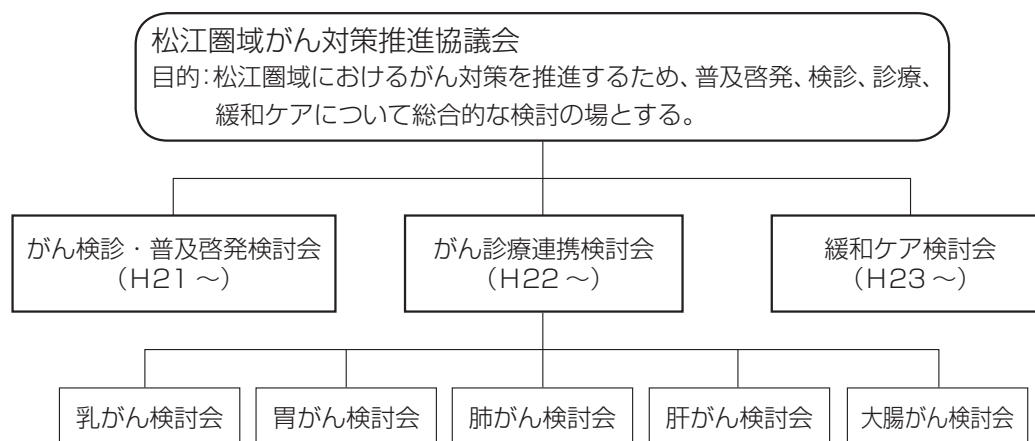 松江圏域がん対策推進協議会
目的:松江圏域におけるがん対策を推進するため、普及啓発、検診、診療、
緩和ケアについて総合的な検討の場とする。
がん検診・普及啓発検討会
(H21～)
がん診療連携検討会
(H22～)
緩和ケア検討会
(H23～)
乳がん検討会
胃がん検討会
肺がん検討会
肝がん検討会
大腸がん検討会